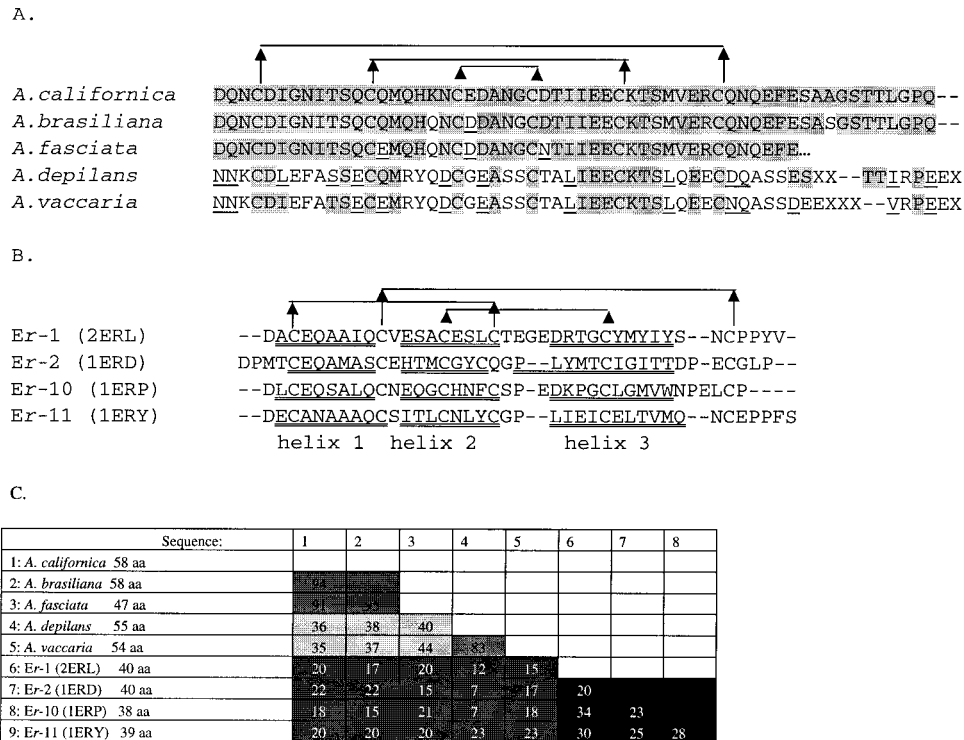 A.
A.californica DQNCDIGNITSQCQMQHKNCEDANGCDTIIEECKTSMVERCQNQEFESAAGSTTLGPQ--
A.brasiliana DQNCDIGNITSQCQMQHQNCDDANGCDTIIEECKTSMVERCQNQEFESASGSTTLGPQ--
A.fasciata DQNCDIGNITSQCEMQHQNCDDANGCNTIIEECKTSMVERCQNQEFE…
A.depilans NNKCDLEFASSECQMRYQDCGEASSCTALIEECKTSLQEECDQASSESXX--TTIRPEEX
A.vaccaria NNKCDIEFATSECEMRYQDCGEASSCTALIEECKTSLQEECNQASSDEEXXX--VRPEEX
B.
Er-1 (2ERL) --DACEQAAIQCVESACESLCTEGEDRTGCYMYIYS--NCPPYV-
Er-2 (1ERD) DPMTCEQAMASCEHTMCGYCQGP--LYMTCIGITTDP-ECGLP--
Er-10 (1ERP) --DLCEQSALQCNEQGCHNFCSP-EDKPGCLGMVWNPELCP----
Er-11 (1ERY) --DECANAAAQCSITLCNLYCGP--LIEICELTVMQ--NCEPPFS
helix 1 helix 2 helix 3
C.
Sequence: 1 2 3 4 5 6 7 8
1: A. californica 58 aa
2: A. brasiliana 58 aa 94
3: A. fasciata 47 aa 91
4: A. depilans 55 aa 36 38 40
5: A. vaccaria 54 aa 35 37 44 83
6: Er-1 (2ERL) 40 aa 20 17 20 12 15
7: Er-2 (1ERD) 40 aa 22 22 15 7 17 20
8: Er-10 (1ERP) 38 aa 18 15 21 7 18 34 23
9: Er-11 (1ERY) 39 aa 20 20 20 23 23 30 25 28